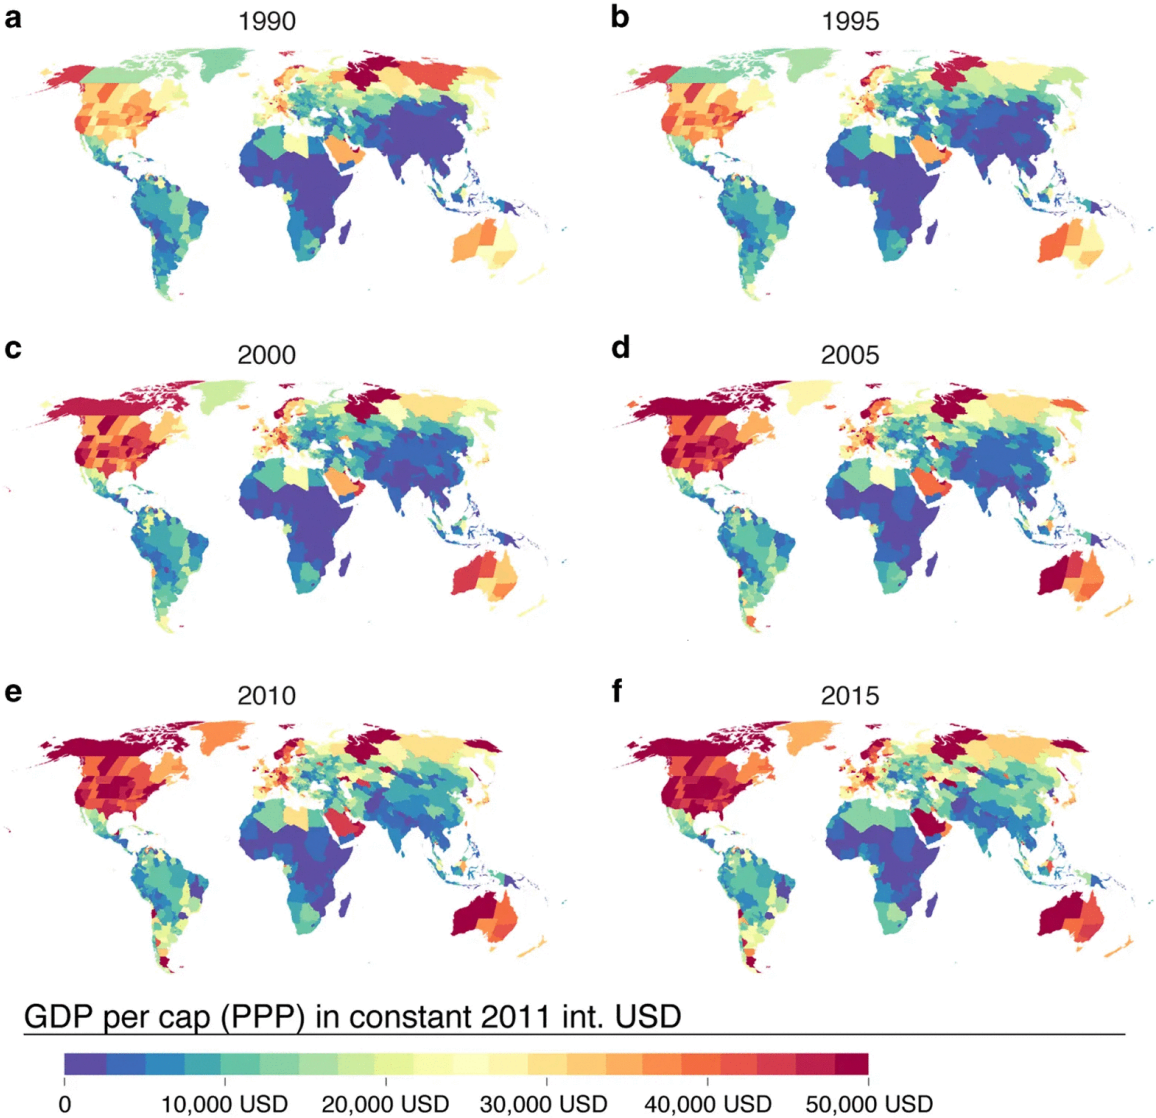 a 1990 b 1995
c 2000 d 2005
e 2010 f 2015
GDP per cap (PPP) in constant 2011 int. USD
0 10,000 USD 20,000 USD 30,000 USD 40,000 USD 50,000 USD